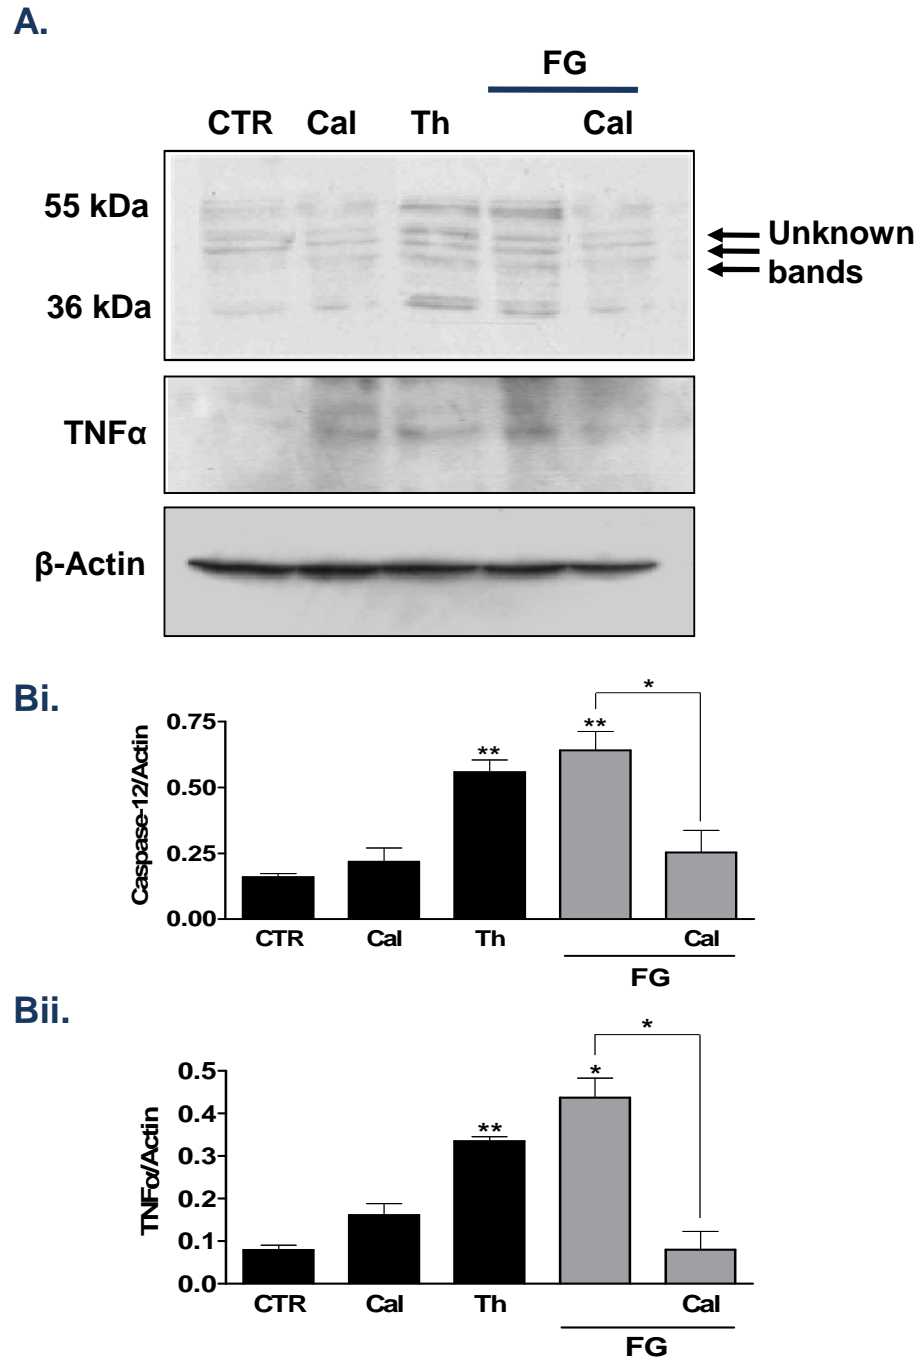 A.
FG
CTR Cal Th Cal
55 kDa
Unknown
bands
36 kDa
TNFα
β-Actin
Bi.
*
** **
0.75
0.50
0.25
0.00
Caspase-12/Actin
CTR Cal Th Cal
FG
Bii.
*
** *
0.5
0.4
0.3
0.2
0.1
0.0
TNFα/Actin
CTR Cal Th Cal
FG